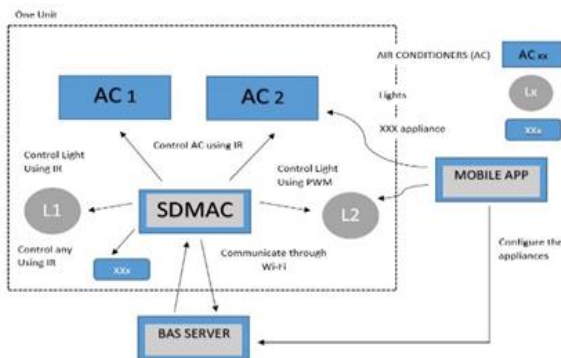 One Unit
AIR CONDITIONERS (AC)
AC xx
AC 1
AC 2
Lights
Lx
XXX appliance
XXx
Control AC using IR
Control Light
Using IR
Control Light
Using PWM
MOBILE APP
L1
SDMAC
L2
Control any
Using IR
XXx
Communicate through
Wi-Fi
Configure the
appliances
BAS SERVER